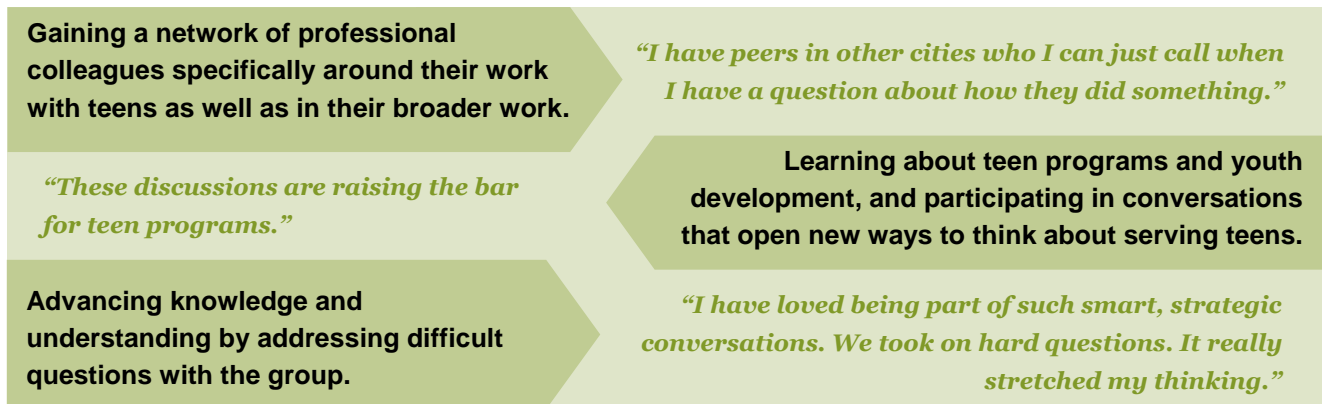 Gaining a network of professional
colleagues specifically around their work
with teens as well as in their broader work.
“I have peers in other cities who I can just call when
I have a question about how they did something.”
Learning about teen programs and youth
development, and participating in conversations
that open new ways to think about serving teens.
“These discussions are raising the bar
for teen programs.”
Advancing knowledge and
understanding by addressing difficult
questions with the group.
“I have loved being part of such smart, strategic
conversations. We took on hard questions. It really
stretched my thinking.”